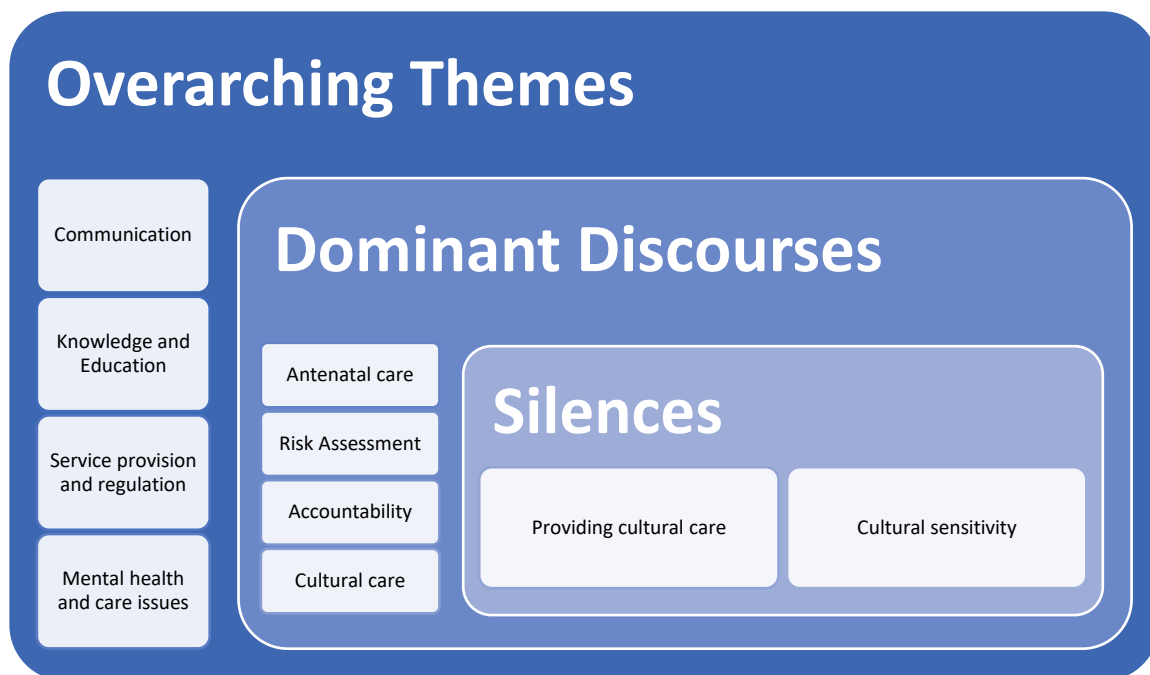 Overarching Themes
Communication
Knowledge and
Education
Service provision
and regulation
Mental health
and care issues
Dominant Discourses
Antenatal care
Risk Assessment
Accountability
Cultural care
Silences
Providing cultural care
Cultural sensitivity